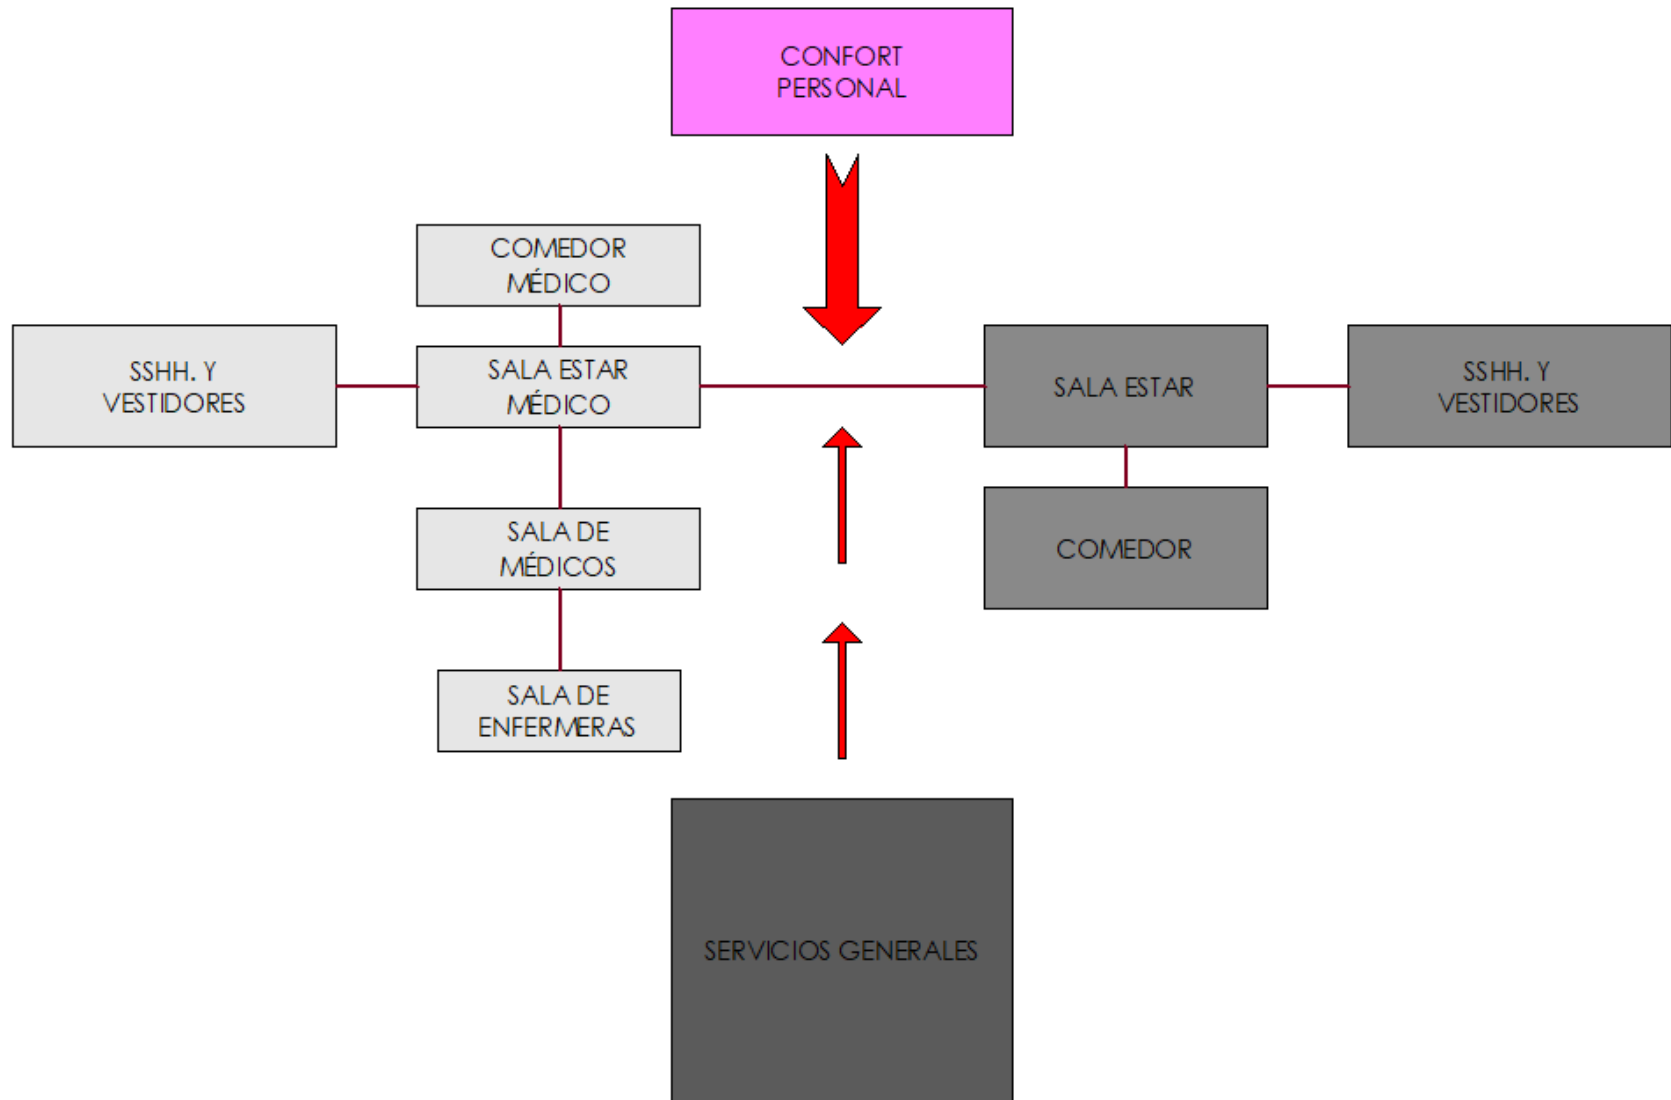 CONFORT
PERSONAL
COMEDOR
MÉDICO
SSHH. Y
VESTIDORES
SALA ESTAR
MÉDICO
SALA ESTAR
SSHH. Y
VESTIDORES
SALA DE
MÉDICOS
COMEDOR
SALA DE
ENFERMERAS
SERVICIOS GENERALES